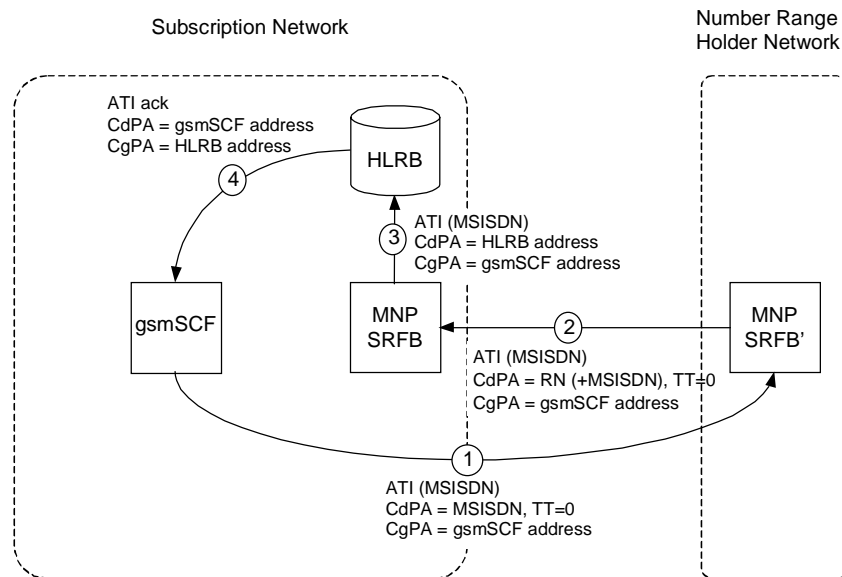 Subscription Network
Number Range
Holder Network
ATI ack
CdPA = gsmSCF address
CgPA = HLRB address
4
HLRB
3
ATI (MSISDN)
CdPA = HLRB address
CgPA = gsmSCF address
gsmSCF
MNP
SRFB
2
MNP
SRFB’
ATI (MSISDN)
CdPA = RN (+MSISDN), TT=0
CgPA = gsmSCF address
1
ATI (MSISDN)
CdPA = MSISDN, TT=0
CgPA = gsmSCF address